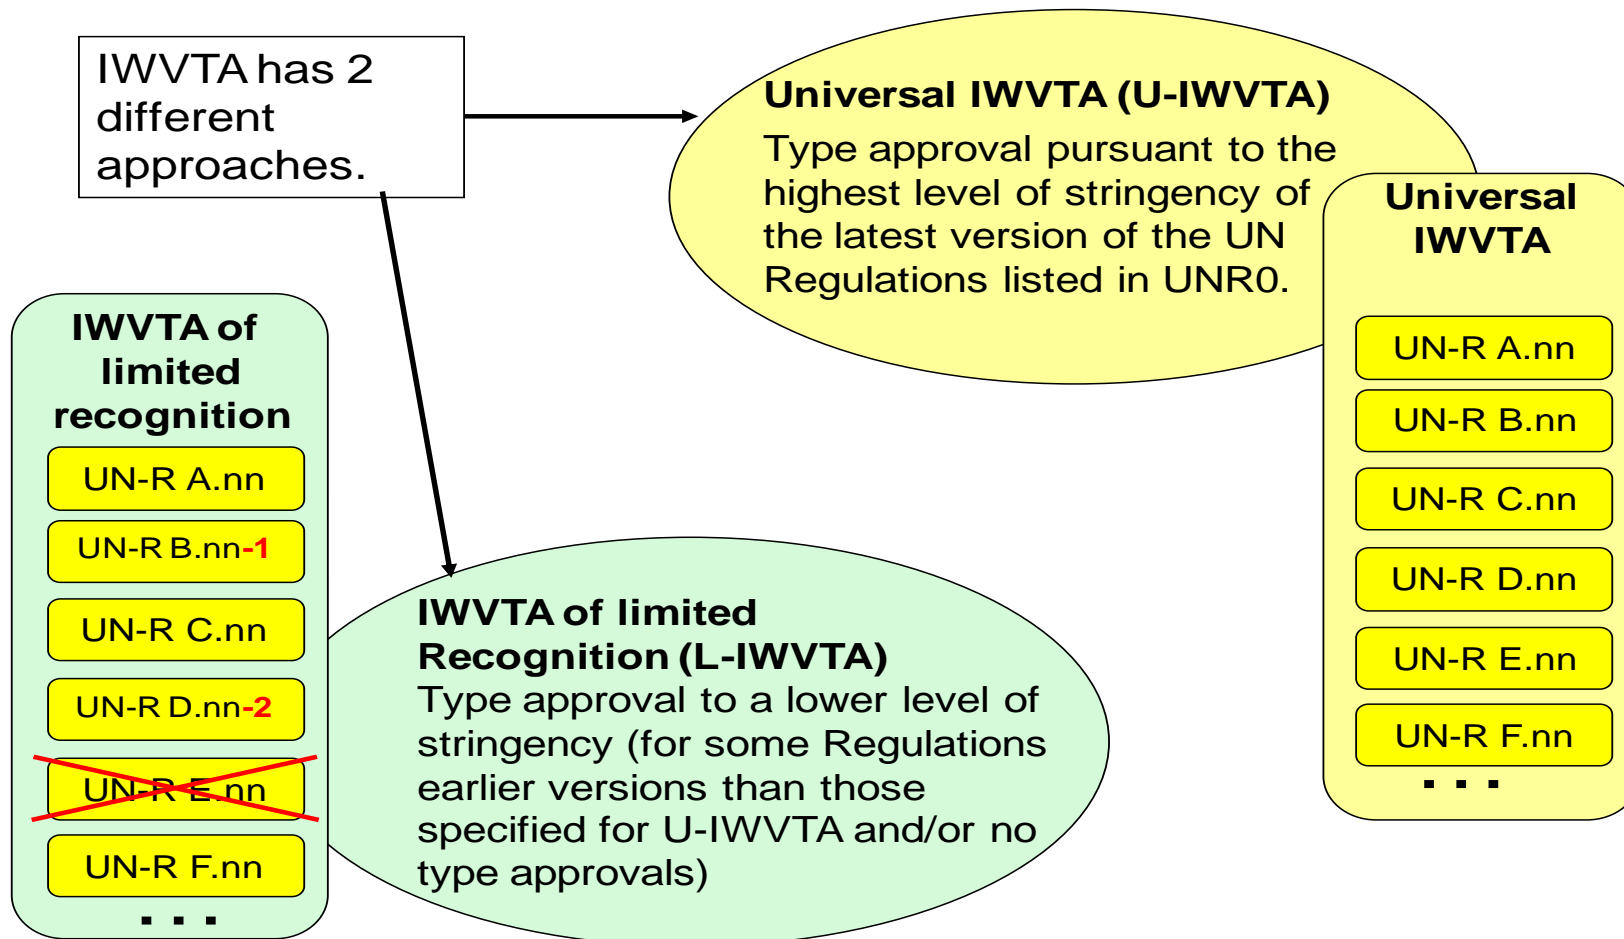 IWVTA has 2
different
approaches.
Universal IWVTA (U-IWVTA)
Type approval pursuant to the
highest level of stringency of
the latest version of the UN
Regulations listed in UNR0.
Universal
IWVTA
UN-R A.nn
UN-R B.nn
UN-R C.nn
UN-R D.nn
UN-R E.nn
UN-R F.nn
...
IWVTA of
limited
recognition
UN-R A.nn
UN-R B.nn-1
UN-R C.nn
UN-R D.nn-2
UN-R E.nn
UN-R F.nn
...
IWVTA of limited
Recognition (L-IWVTA)
Type approval to a lower level of
stringency (for some Regulations
earlier versions than those
specified for U-IWVTA and/or no
type approvals)